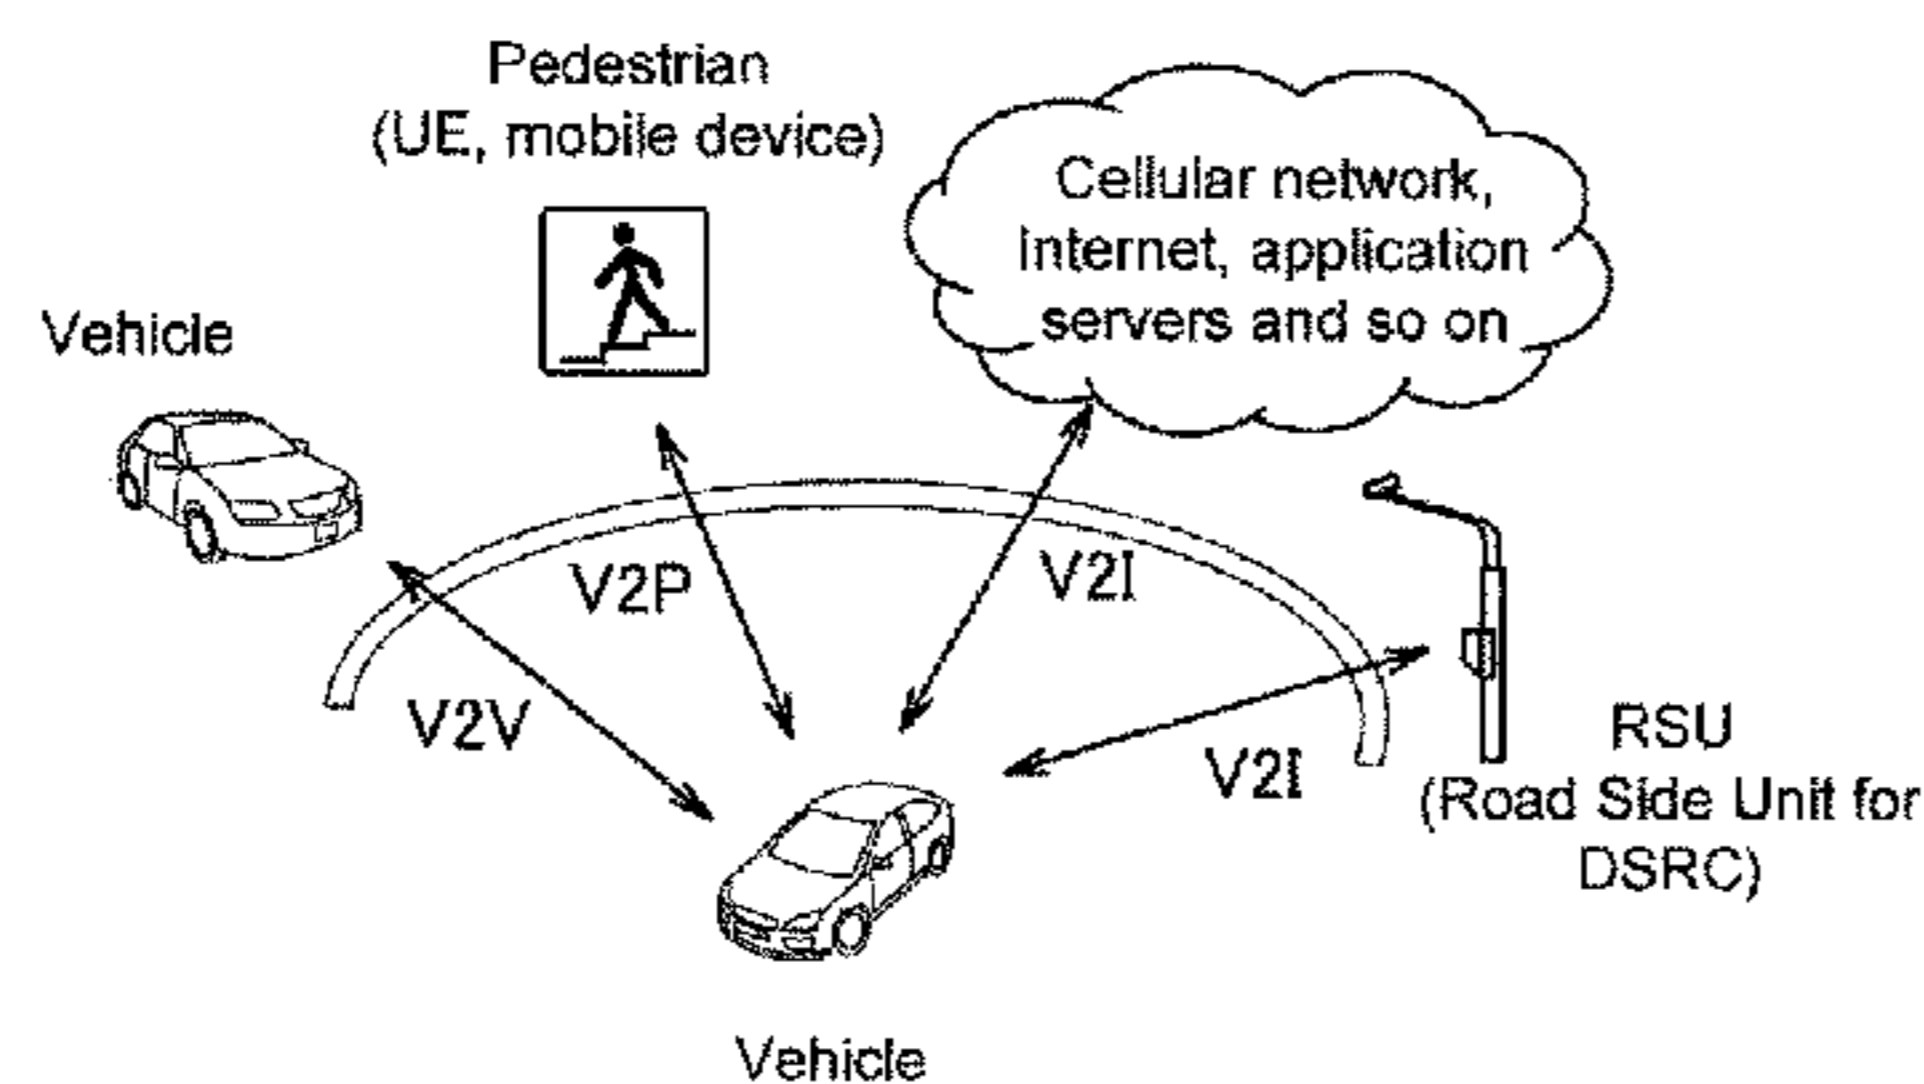 Pedestrian
(UE, mobile device)
Cellular network,
Internet, application
servers and so on
Vehicle
V2P
V2I
V2V
V2I
RSU
(Road Side Unit for
DSRC)
Vehicle